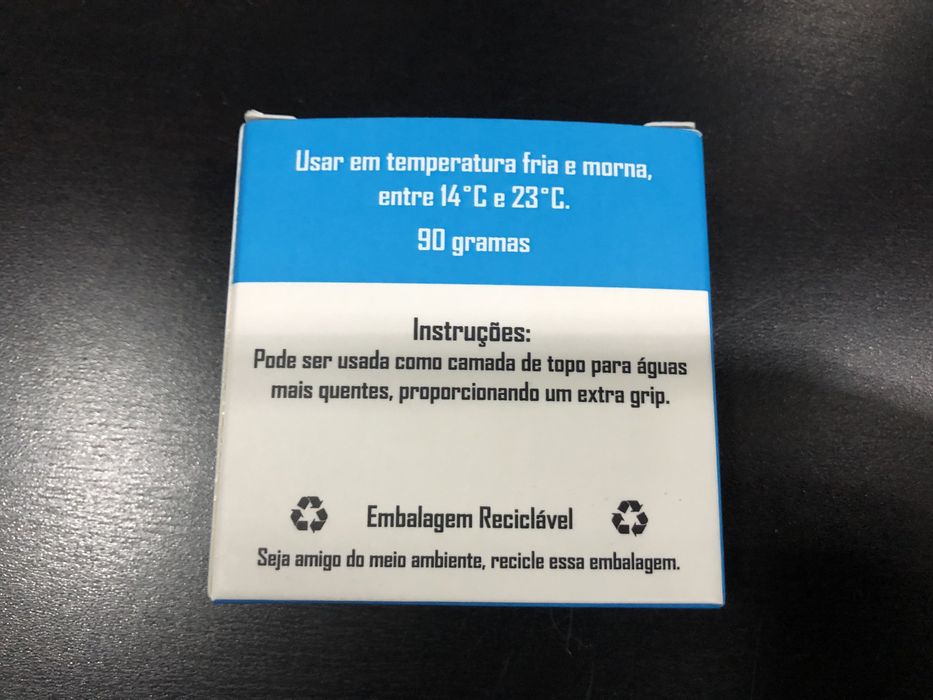 Usar em temperatura fria e morna,
entre 14°C e 23°C.
90 gramas
Instruções:
Pode ser usada como camada de topo para águas
mais quentes, proporcionando um extra grip.
Embalagem Reciclável
Seja amigo do meio ambiente, recicle essa embalagem.